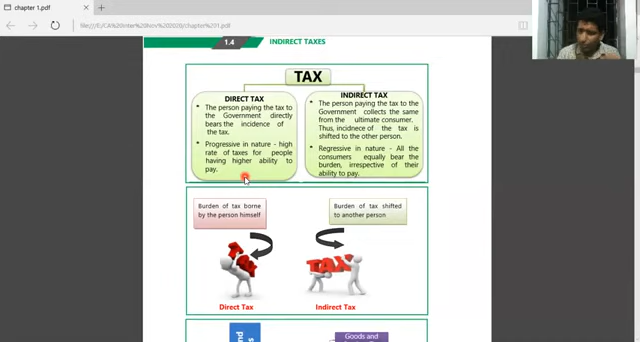 chapter 1.pdf
file:///E:/CA%20Inter%20Nov%202020/chapter%201.pdf
1.4
INDIRECT TAXES
TAX
DIRECT TAX
• The person paying the tax to
the Government directly
bears the incidence of
the tax.
• Progressive in nature - high
rate of taxes for people
having higher ability to
pay.
INDIRECT TAX
• The person paying the tax to
the Government collects the
same from the ultimate consumer.
Thus, incidnece of the tax is
shifted to the other person.
• Regressive in nature - All the
consumers equally bear the
burden, irrespective of their
ability to pay.
Burden of tax borne
by the person himself
Burden of tax shifted
to another person
TAX
TAX
Direct Tax
Indirect Tax
Goods and